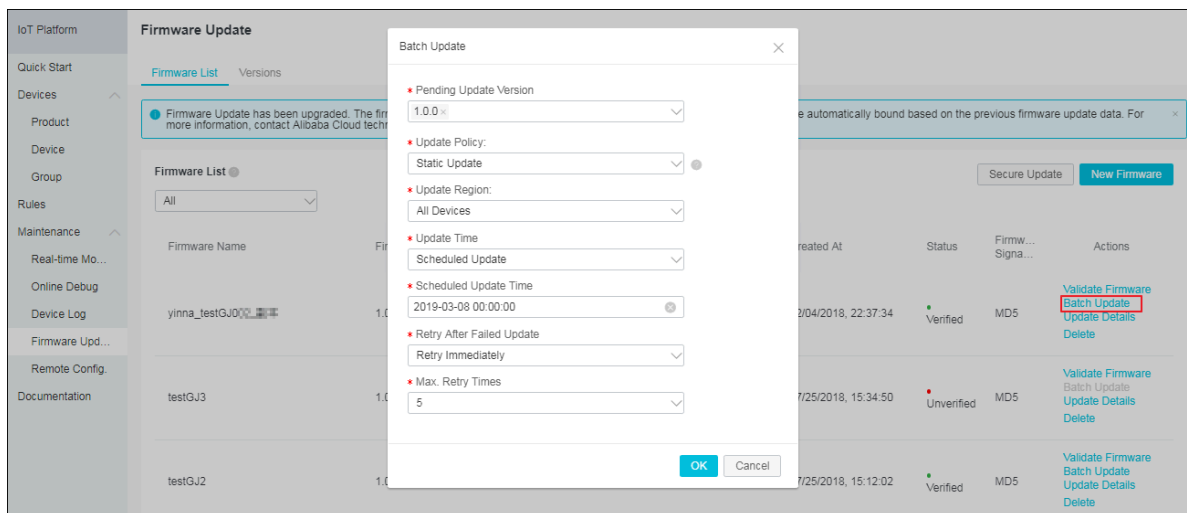 IoT Platform
Quick Start
Devices
Product
Device
Group
Rules
Maintenance
Real-time Mo...
Online Debug
Device Log
Firmware Upd...
Remote Config.
Documentation
Firmware Update
Firmware List Versions
Firmware Update has been upgraded. The fir
more information, contact Alibaba Cloud techn
e automatically bound based on the previous firmware update data. For ×
Firmware List
All
Secure Update New Firmware
Firmware Name Fir reated At Status Firmw... Signa... Actions
yinna_testGJ0 1.0 2/04/2018, 22:37:34 Verified MD5
Validate Firmware
Batch Update
Update Details
Delete
testGJ3 1.0 7/25/2018, 15:34:50 Unverified MD5
Validate Firmware
Batch Update
Update Details
Delete
testGJ2 1.0 7/25/2018, 15:12:02 Verified MD5
Validate Firmware
Batch Update
Update Details
Delete
Batch Update
* Pending Update Version
1.0.0 ×
* Update Policy:
Static Update
* Update Region:
All Devices
* Update Time
Scheduled Update
* Scheduled Update Time
2019-03-08 00:00:00
* Retry After Failed Update
Retry Immediately
* Max. Retry Times
5
OK Cancel